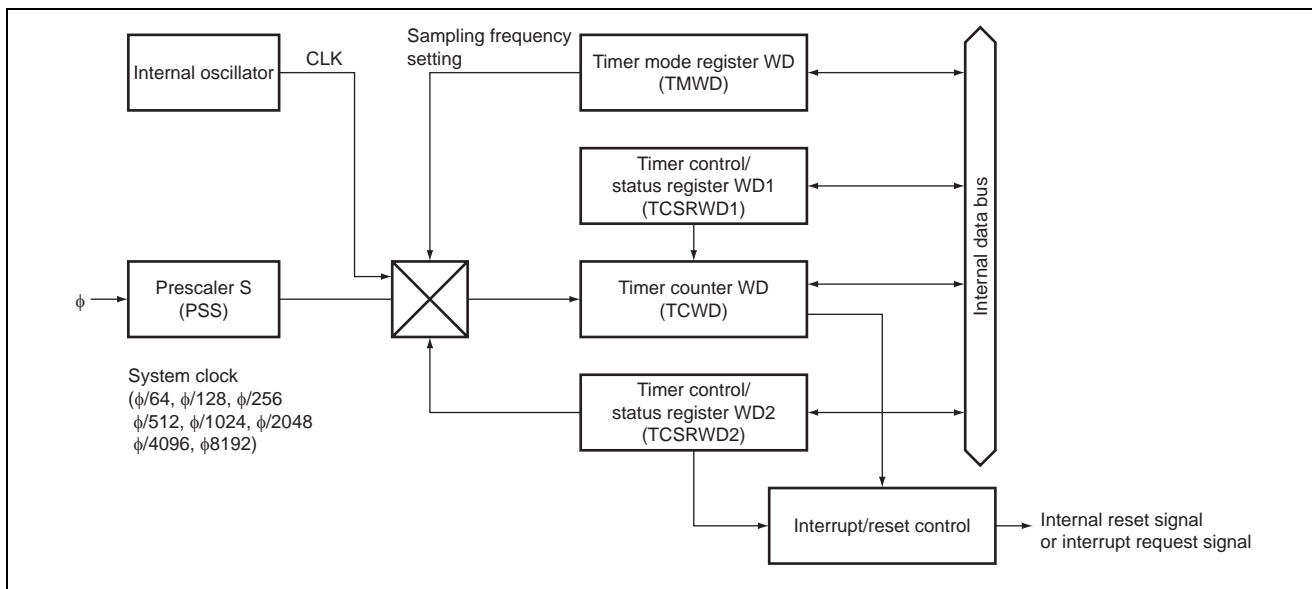 Internal oscillator
CLK
Sampling frequency
setting
Timer mode register WD
(TMWD)
Timer control/
status register WD1
(TCSRWD1)
ϕ
Prescaler S
(PSS)
Timer counter WD
(TCWD)
Internal data bus
System clock
(ϕ/64, ϕ/128, ϕ/256
ϕ/512, ϕ/1024, ϕ/2048
ϕ/4096, ϕ8192)
Timer control/
status register WD2
(TCSRWD2)
Interrupt/reset control
Internal reset signal
or interrupt request signal